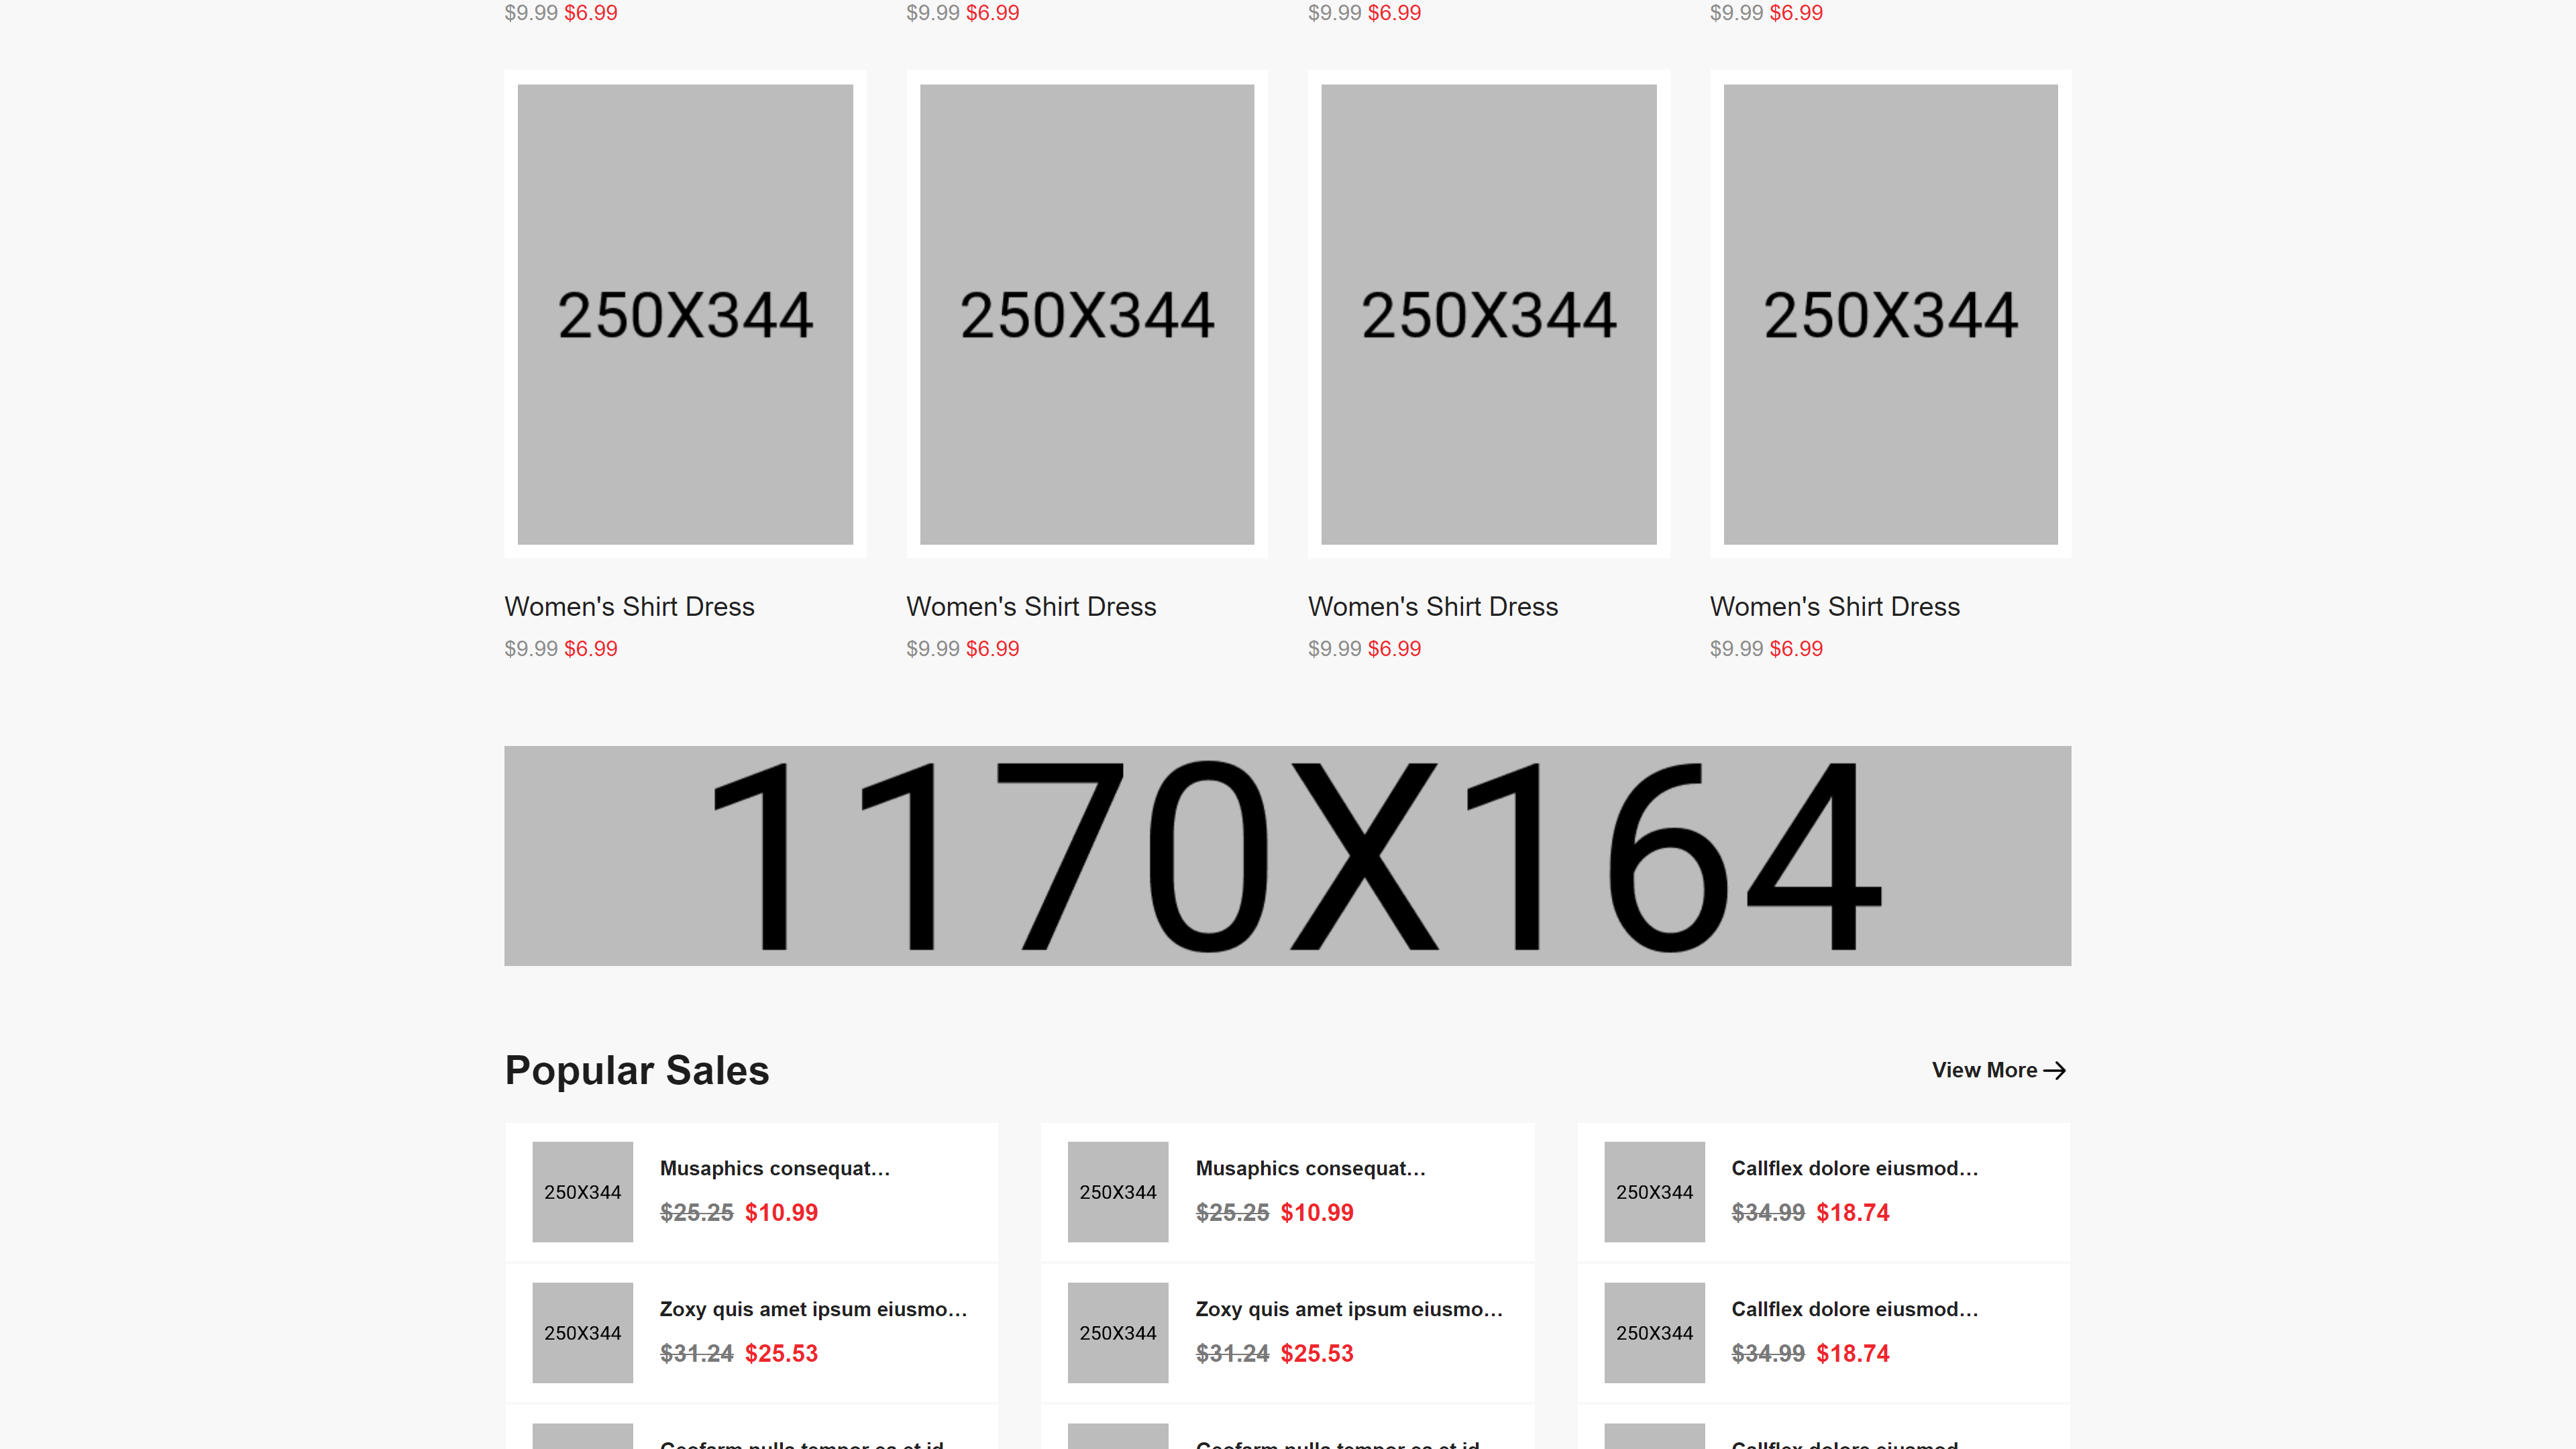 $9.99 $6.99
$9.99 $6.99
$9.99 $6.99
$9.99 $6.99
250X344
250X344
250X344
250X344
Women's Shirt Dress
Women's Shirt Dress
Women's Shirt Dress
Women's Shirt Dress
$9.99 $6.99
$9.99 $6.99
$9.99 $6.99
$9.99 $6.99
1170X164
Popular Sales
View More
250X344
Musaphics consequat...
$25.25 $10.99
250X344
Musaphics consequat...
$25.25 $10.99
250X344
Callflex dolore eiusmod...
$34.99 $18.74
250X344
Zoxy quis amet ipsum eiusmo...
$31.24 $25.53
250X344
Zoxy quis amet ipsum eiusmo...
$31.24 $25.53
250X344
Callflex dolore eiusmod...
$34.99 $18.74